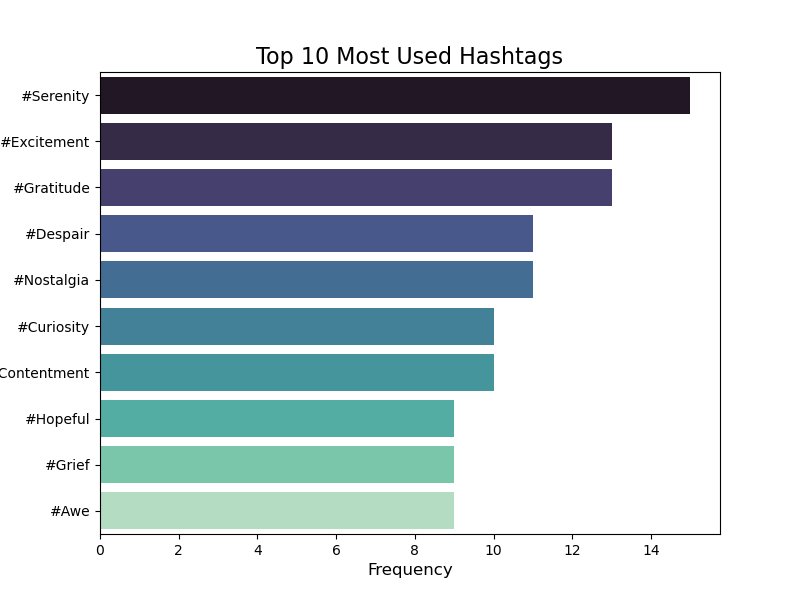 Top 10 Most Used Hashtags
#Serenity
#Excitement
#Gratitude
#Despair
#Nostalgia
#Curiosity
Contentment
#Hopeful
#Grief
#Awe
0 2 4 6 8 10 12 14
Frequency